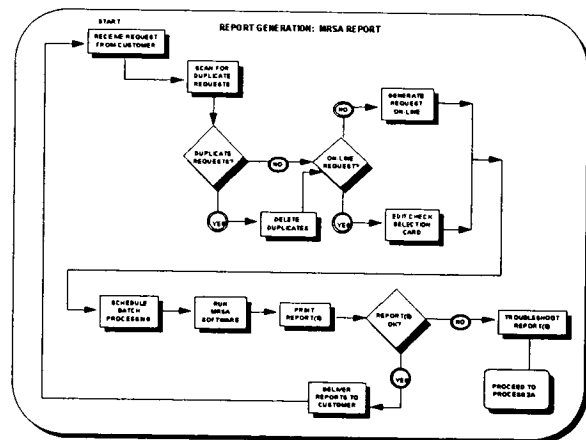 REPORT GENERATION: MRSA REPORT
START
RECEIVE REQUEST
FROM CUSTOMER
SCAN FOR
DUPLICATE
REQUESTS
DUPLICATE
REQUESTS?
NO
YES
DELETE
DUPLICATES
ON-LINE
REQUEST?
NO
GENERATE
REQUEST
ON-LINE
YES
EDIT CHECK
SELECTION
CARD
SCHEDULE
BATCH
PROCESSING
RUN
MRSA
SOFTWARE
PRINT
REPORT(S)
REPORT(S)
OK?
NO
TROUBLESHOOT
REPORT(S)
PROCEED TO
PROCESS 2A
YES
DELIVER
REPORTS TO
CUSTOMER